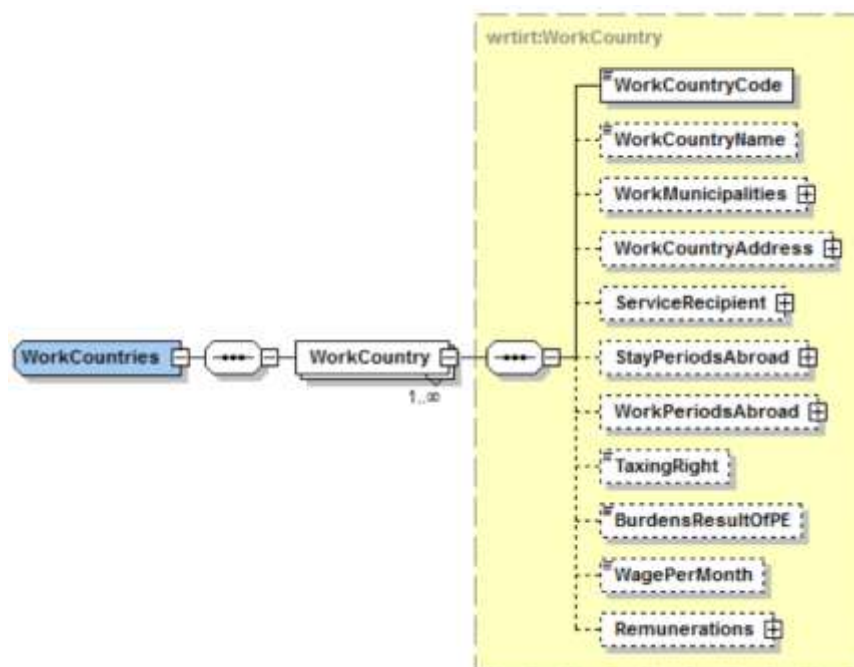 wrtirt:WorkCountry
WorkCountryCode
WorkCountryName
WorkMunicipalities
WorkCountryAddress
ServiceRecipient
WorkCountries
WorkCountry
1..∞
StayPeriodsAbroad
WorkPeriodsAbroad
TaxingRight
BurdensResultOfPE
WagePerMonth
Remunerations